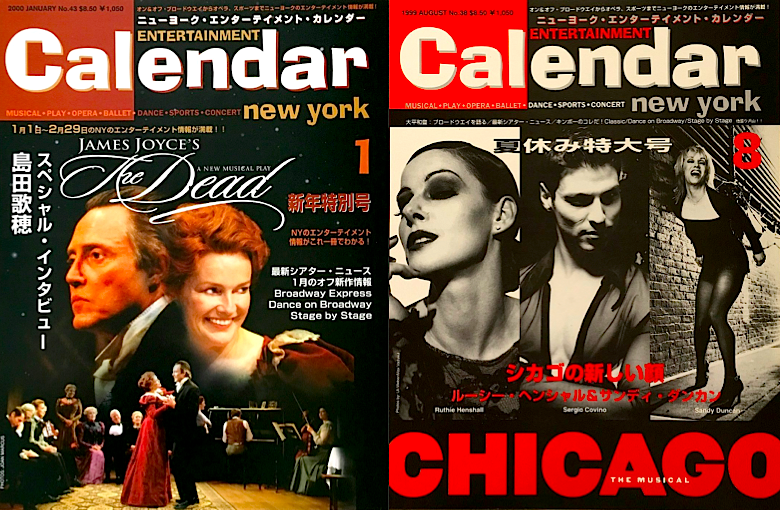 2000 JANUARY No.43 $8.50 ¥1,050
オン&オフ・ブロードウエイからオペラ、スポーツまでニューヨークのエンターテイメント情報が満載!
ニューヨーク・エンターテイメント・カレンダー
ENTERTAINMENT
Calendar
MUSICAL•PLAY•OPERA•BALLET•DANCE•SPORTS•CONCERT
new york
1月1日~2月29日のNYのエンターテイメント情報が満載!!
JAMES JOYCE'S
The Dead
A NEW MUSICAL PLAY
1
新年特別号
スペシャル・インタビュー
島田歌穂
NYのエンターテイメント
情報がこれ一冊でわかる!
最新シアター・ニュース
1月のオフ新作情報
Broadway Express
Dance on Broadway
Stage by Stage
PHOTOS: JOAN MARCUS
1999 AUGUST No.38 $8.50 ¥1,050
オン&オフ・ブロードウエイからオペラ、スポーツまでニューヨークのエンターテイメント情報が満載!
ニューヨーク・エンターテイメント・カレンダー
ENTERTAINMENT
Calendar
MUSICAL•PLAY•OPERA•BALLET•DANCE•SPORTS•CONCERT
new york
大平和登:ブロードウエイを語る/最新シアター・ニュース/キンボーのコレだ!Classic/Dance on Broadway/Stage by Stage
夏休み特大号
8
シカゴの新しい顔
ルーシー・ヘンシャル&サンディ・ダンカン
Ruthie Henshall
Sergio Covino
Sandy Duncan
CHICAGO
THE MUSICAL